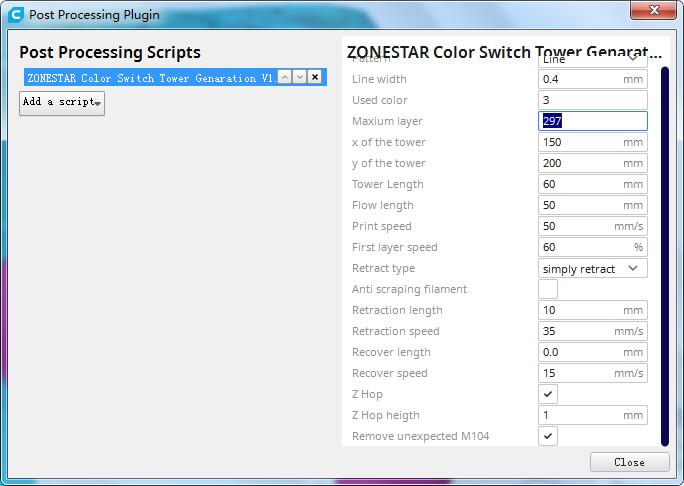 Post Processing Plugin
Post Processing Scripts
ZONESTAR Color Switch Tower Genaration V1.
Add a script
ZONESTAR Color Switch Tower Genarat...
Pattern Line
Line width 0.4 mm
Used color 3
Maxium layer 297
x of the tower 150 mm
y of the tower 200 mm
Tower Length 60 mm
Flow length 50 mm
Print speed 50 mm/s
First layer speed 60 %
Retract type simply retract
Anti scraping filament
Retraction length 10 mm
Retraction speed 35 mm/s
Recover length 0.0 mm
Recover speed 15 mm/s
Z Hop
Z Hop heigth 1 mm
Remove unexpected M104
Close